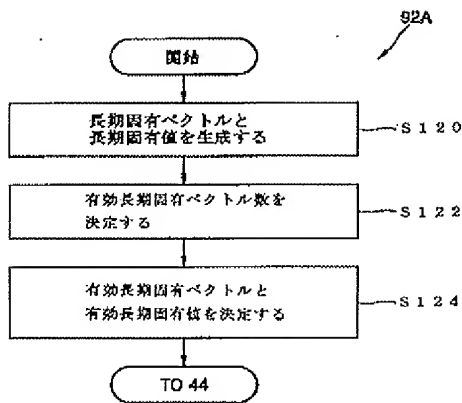 92A
開始
長期固有ベクトルと
長期固有値を生成する
S120
有効長期固有ベクトル数を
決定する
S122
有効長期固有ベクトルと
有効長期固有値を決定する
S124
TO 44